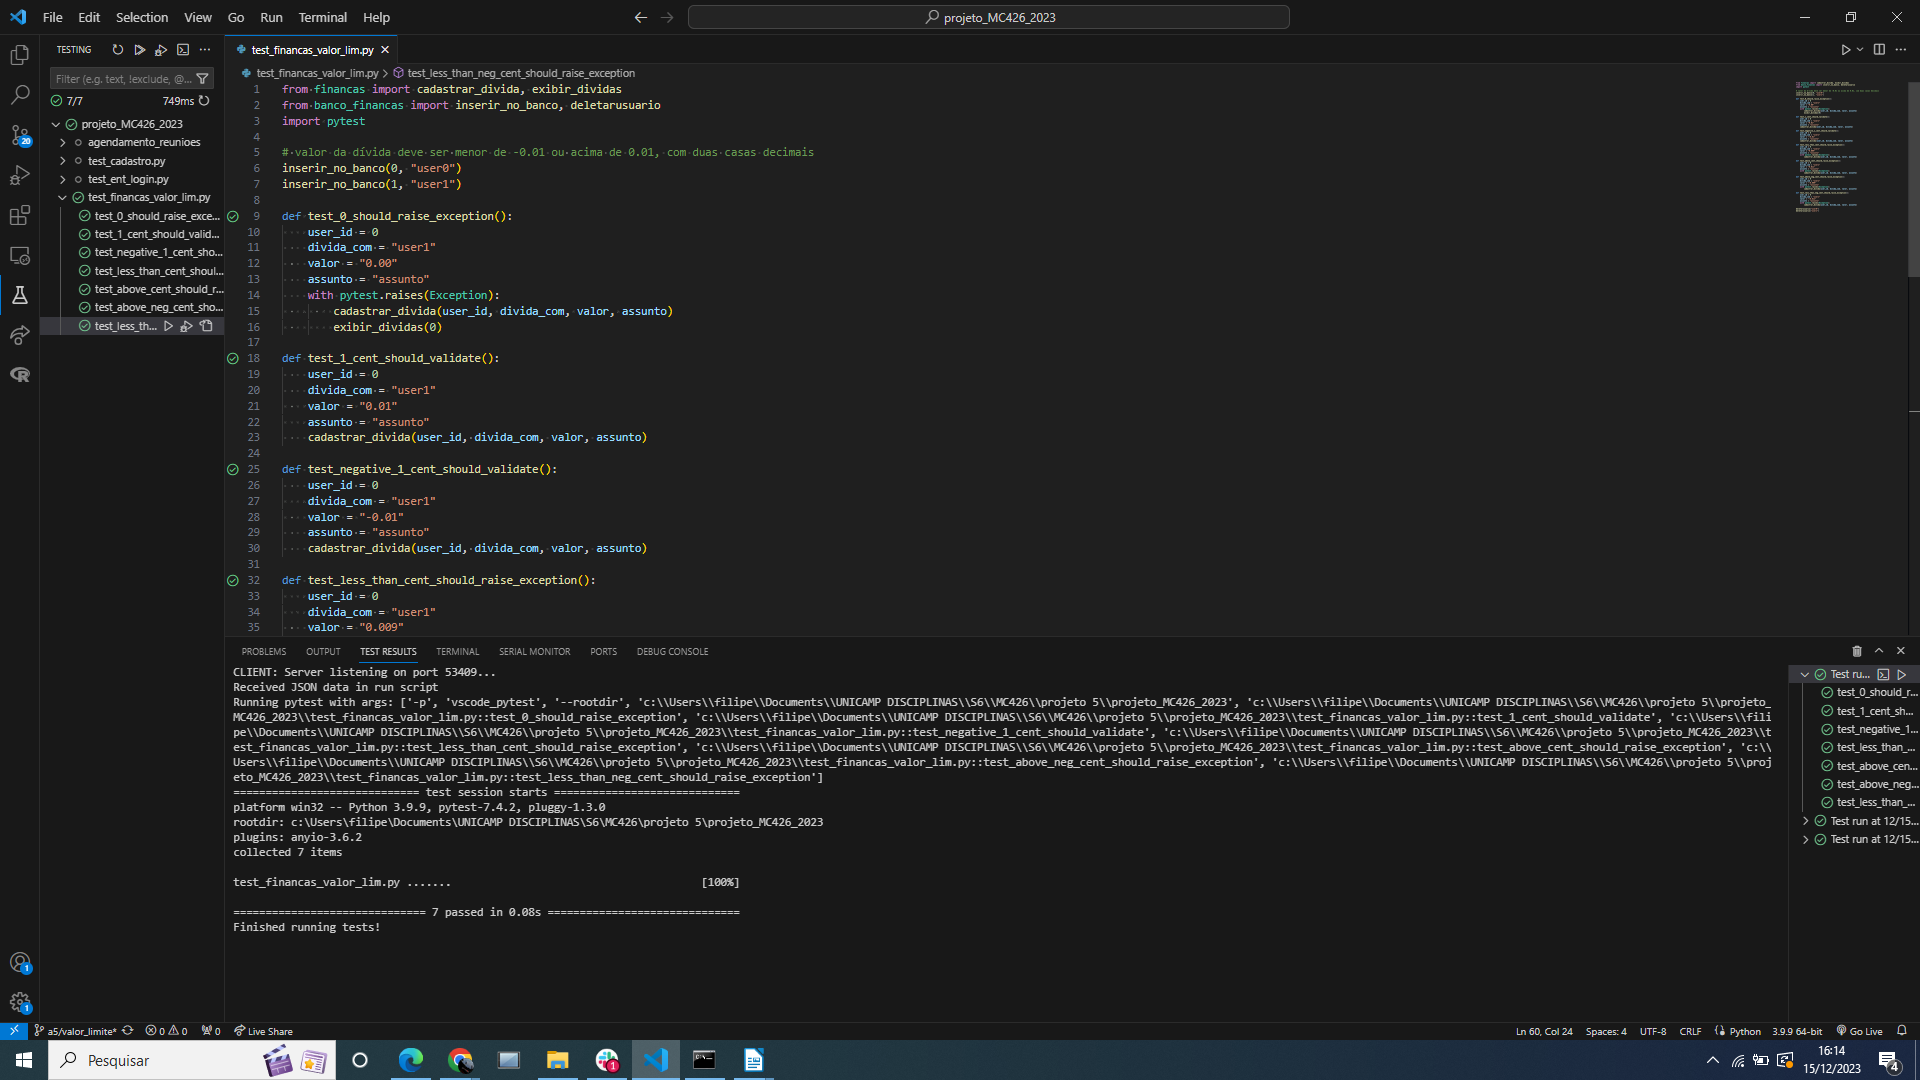 File Edit Selection View Go Run Terminal Help
projeto_MC426_2023
TESTING
Filter (e.g. text, !exclude, @...
7/7 749ms
projeto_MC426_2023
agendamento_reunioes
test_cadastro.py
test_ent_login.py
test_financas_valor_lim.py
test_0_should_raise_exce...
test_1_cent_should_valid...
test_negative_1_cent_sho...
test_less_than_cent_shoul...
test_above_cent_should_r...
test_above_neg_cent_sho...
test_less_th...
20
1
1
test_financas_valor_lim.py
test_financas_valor_lim.py > test_less_than_neg_cent_should_raise_exception
1 from financas import cadastrar_divida, exibir_dividas
2 from banco_financas import inserir_no_banco, deletarusuario
3 import pytest
4
5 # valor da dívida deve ser menor de -0.01 ou acima de 0.01, com duas casas decimais
6 inserir_no_banco(0, "user0")
7 inserir_no_banco(1, "user1")
8
9 def test_0_should_raise_exception():
10 user_id = 0
11 divida_com = "user1"
12 valor = "0.00"
13 assunto = "assunto"
14 with pytest.raises(Exception):
15 cadastrar_divida(user_id, divida_com, valor, assunto)
16 exibir_dividas(0)
17
18 def test_1_cent_should_validate():
19 user_id = 0
20 divida_com = "user1"
21 valor = "0.01"
22 assunto = "assunto"
23 cadastrar_divida(user_id, divida_com, valor, assunto)
24
25 def test_negative_1_cent_should_validate():
26 user_id = 0
27 divida_com = "user1"
28 valor = "-0.01"
29 assunto = "assunto"
30 cadastrar_divida(user_id, divida_com, valor, assunto)
31
32 def test_less_than_cent_should_raise_exception():
33 user_id = 0
34 divida_com = "user1"
35 valor = "0.009"
PROBLEMS OUTPUT TEST RESULTS TERMINAL SERIAL MONITOR PORTS DEBUG CONSOLE
CLIENT: Server listening on port 53409...
Received JSON data in run script
Running pytest with args: ['-p', 'vscode_pytest', '--rootdir', 'c:\\Users\\filipe\\Documents\\UNICAMP DISCIPLINAS\\S6\\MC426\\projeto 5\\projeto_MC426_2023', 'c:\\Users\\filipe\\Documents\\UNICAMP DISCIPLINAS\\S6\\MC426\\projeto 5\\projeto_
MC426_2023\\test_financas_valor_lim.py::test_0_should_raise_exception', 'c:\\Users\\filipe\\Documents\\UNICAMP DISCIPLINAS\\S6\\MC426\\projeto 5\\projeto_MC426_2023\\test_financas_valor_lim.py::test_1_cent_should_validate', 'c:\\Users\\fili
pe\\Documents\\UNICAMP DISCIPLINAS\\S6\\MC426\\projeto 5\\projeto_MC426_2023\\test_financas_valor_lim.py::test_negative_1_cent_should_validate', 'c:\\Users\\filipe\\Documents\\UNICAMP DISCIPLINAS\\S6\\MC426\\projeto 5\\projeto_MC426_2023\\t
est_financas_valor_lim.py::test_less_than_cent_should_raise_exception', 'c:\\Users\\filipe\\Documents\\UNICAMP DISCIPLINAS\\S6\\MC426\\projeto 5\\projeto_MC426_2023\\test_financas_valor_lim.py::test_above_cent_should_raise_exception', 'c:\\
Users\\filipe\\Documents\\UNICAMP DISCIPLINAS\\S6\\MC426\\projeto 5\\projeto_MC426_2023\\test_financas_valor_lim.py::test_above_neg_cent_should_raise_exception', 'c:\\Users\\filipe\\Documents\\UNICAMP DISCIPLINAS\\S6\\MC426\\projeto 5\\proj
eto_MC426_2023\\test_financas_valor_lim.py::test_less_than_neg_cent_should_raise_exception']
============================= test session starts =============================
platform win32 -- Python 3.9.9, pytest-7.4.2, pluggy-1.3.0
rootdir: c:\Users\filipe\Documents\UNICAMP DISCIPLINAS\S6\MC426\projeto 5\projeto_MC426_2023
plugins: anyio-3.6.2
collected 7 items
test_financas_valor_lim.py ....... [100%]
============================== 7 passed in 0.08s ==============================
Finished running tests!
Test ru...
test_0_should_r...
test_1_cent_sh...
test_negative_1...
test_less_than_...
test_above_cen...
test_above_neg...
test_less_than_...
Test run at 12/15...
Test run at 12/15...
a5/valor_limite* 0 0 0 Live Share Ln 60, Col 24 Spaces: 4 UTF-8 CRLF Python 3.9.9 64-bit Go Live
Pesquisar
1
16:14
15/12/2023
4